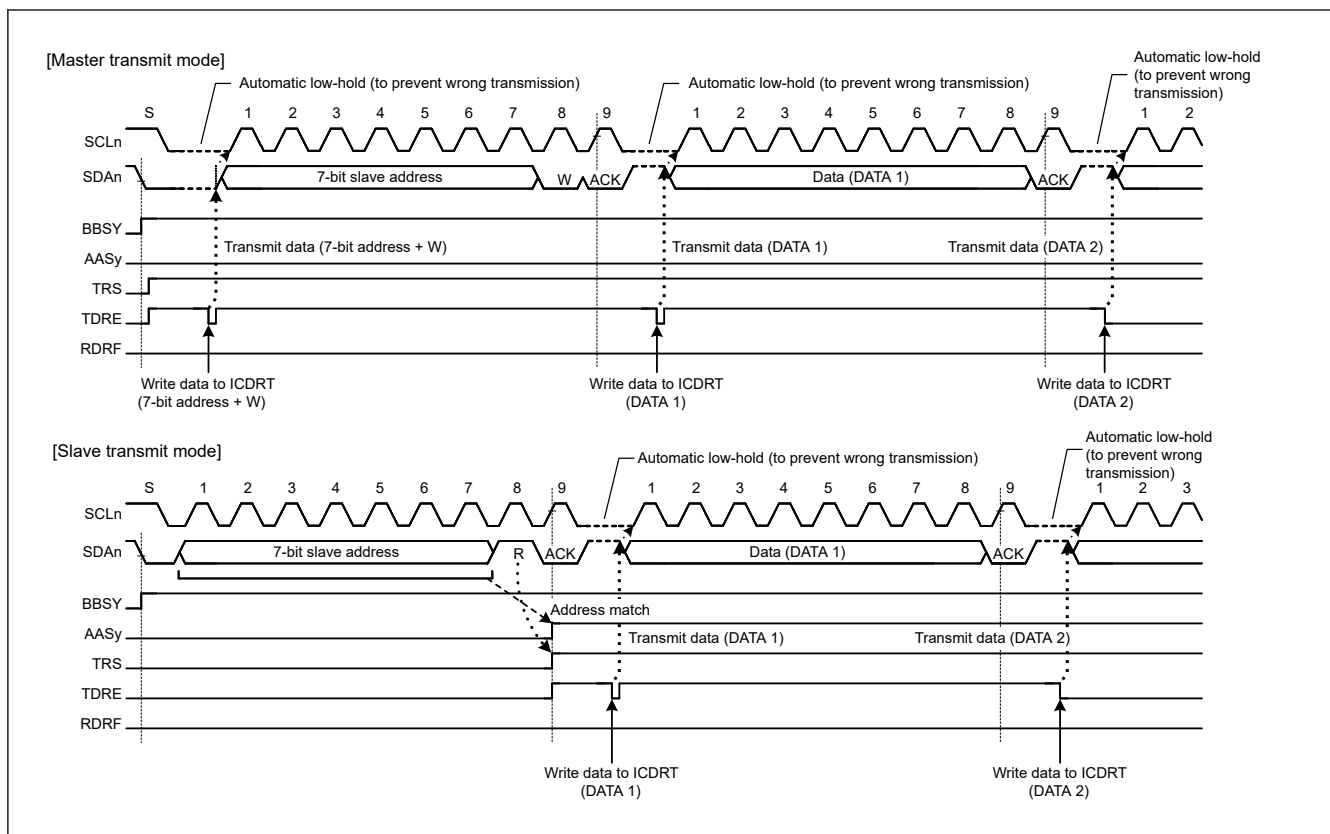 [Master transmit mode]
Automatic low-hold (to prevent wrong transmission)
Automatic low-hold (to prevent wrong transmission)
Automatic low-hold
(to prevent wrong
transmission)
S 1 2 3 4 5 6 7 8 9 1 2 3 4 5 6 7 8 9 1 2
SCLn
SDAn 7-bit slave address W ACK Data (DATA 1) ACK
BBSY
Transmit data (7-bit address + W) Transmit data (DATA 1) Transmit data (DATA 2)
AASy
TRS
TDRE
RDRF
Write data to ICDRT
(7-bit address + W)
Write data to ICDRT
(DATA 1)
Write data to ICDRT
(DATA 2)
[Slave transmit mode]
Automatic low-hold (to prevent wrong transmission)
Automatic low-hold
(to prevent wrong
transmission)
S 1 2 3 4 5 6 7 8 9 1 2 3 4 5 6 7 8 9 1 2 3
SCLn
SDAn 7-bit slave address R ACK Data (DATA 1) ACK
BBSY
Address match
AASy
Transmit data (DATA 1) Transmit data (DATA 2)
TRS
TDRE
RDRF
Write data to ICDRT
(DATA 1)
Write data to ICDRT
(DATA 2)